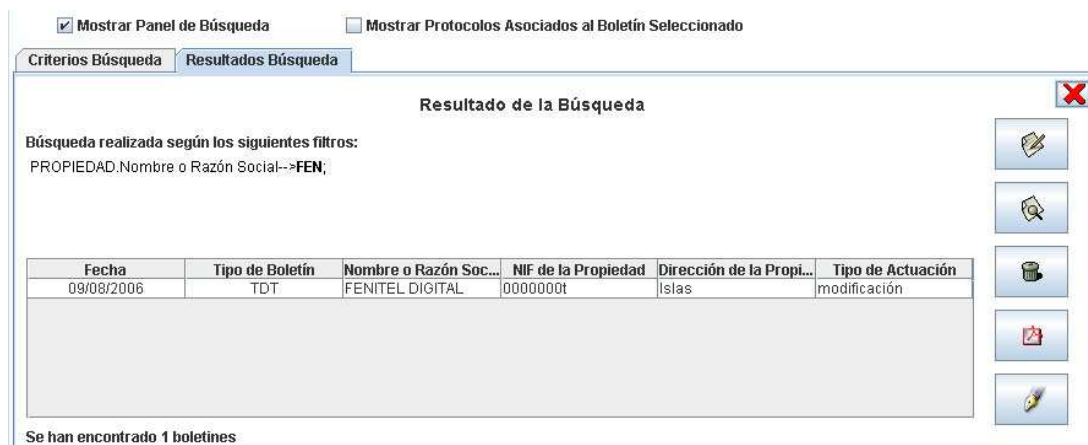 Mostrar Panel de Búsqueda Mostrar Protocolos Asociados al Boletín Seleccionado
Criterios Búsqueda Resultados Búsqueda
Resultado de la Búsqueda
Búsqueda realizada según los siguientes filtros:
PROPIEDAD.Nombre o Razón Social-->FEN;
Fecha Tipo de Boletín Nombre o Razón Soc... NIF de la Propiedad Dirección de la Propi... Tipo de Actuación
09/08/2006 TDT FENITEL DIGITAL 0000000t Islas modificación
Se han encontrado 1 boletines